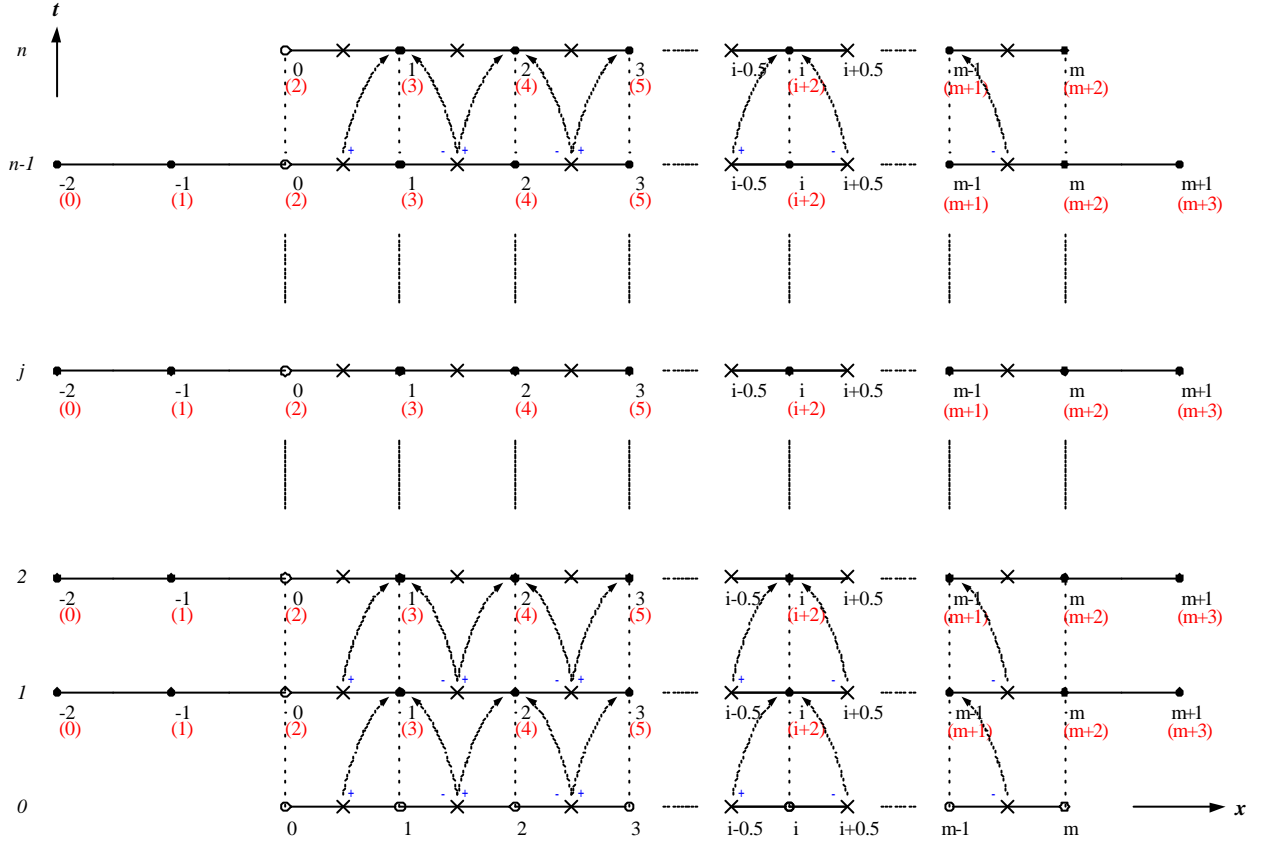 t
n
0 1 2 3 i-0.5 i i+0.5 m-1 m
(2) (3) (4) (5) (i+2) (m+1) (m+2)
+ - + - + + - -
n-1
-2 -1 0 1 2 3 i-0.5 i i+0.5 m-1 m m+1
(0) (1) (2) (3) (4) (5) (i+2) (m+1) (m+2) (m+3)
j
-2 -1 0 1 2 3 i-0.5 i i+0.5 m-1 m m+1
(0) (1) (2) (3) (4) (5) (i+2) (m+1) (m+2) (m+3)
2
-2 -1 0 1 2 3 i-0.5 i i+0.5 m-1 m m+1
(0) (1) (2) (3) (4) (5) (i+2) (m+1) (m+2) (m+3)
+ - + - + + - -
1
-2 -1 0 1 2 3 i-0.5 i i+0.5 m-1 m m+1
(0) (1) (2) (3) (4) (5) (i+2) (m+1) (m+2) (m+3)
+ - + - + + - -
0 x
0 1 2 3 i-0.5 i i+0.5 m-1 m